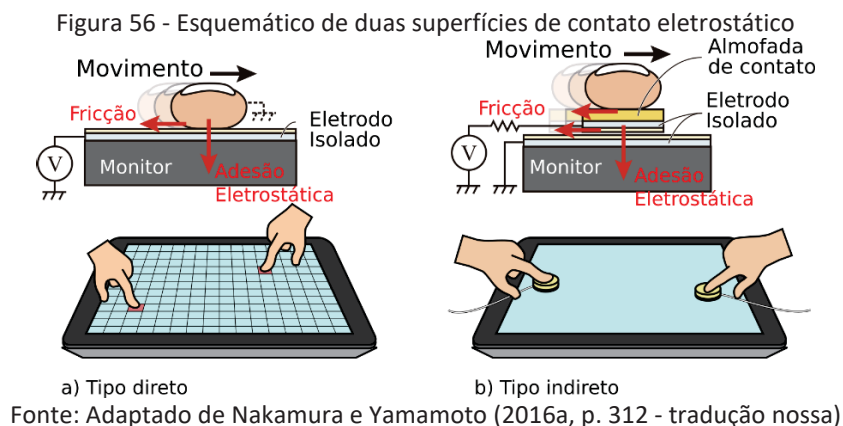 Figura 56 - Esquemático de duas superfícies de contato eletrostático
Movimento
Fricção
Eletrodo
Isolado
V
Monitor
Adesão
Eletrostática
a) Tipo direto
Movimento
Almofada
de contato
Fricção
Eletrodo
Isolado
V
Monitor
Adesão
Eletrostática
b) Tipo indireto
Fonte: Adaptado de Nakamura e Yamamoto (2016a, p. 312 - tradução nossa)